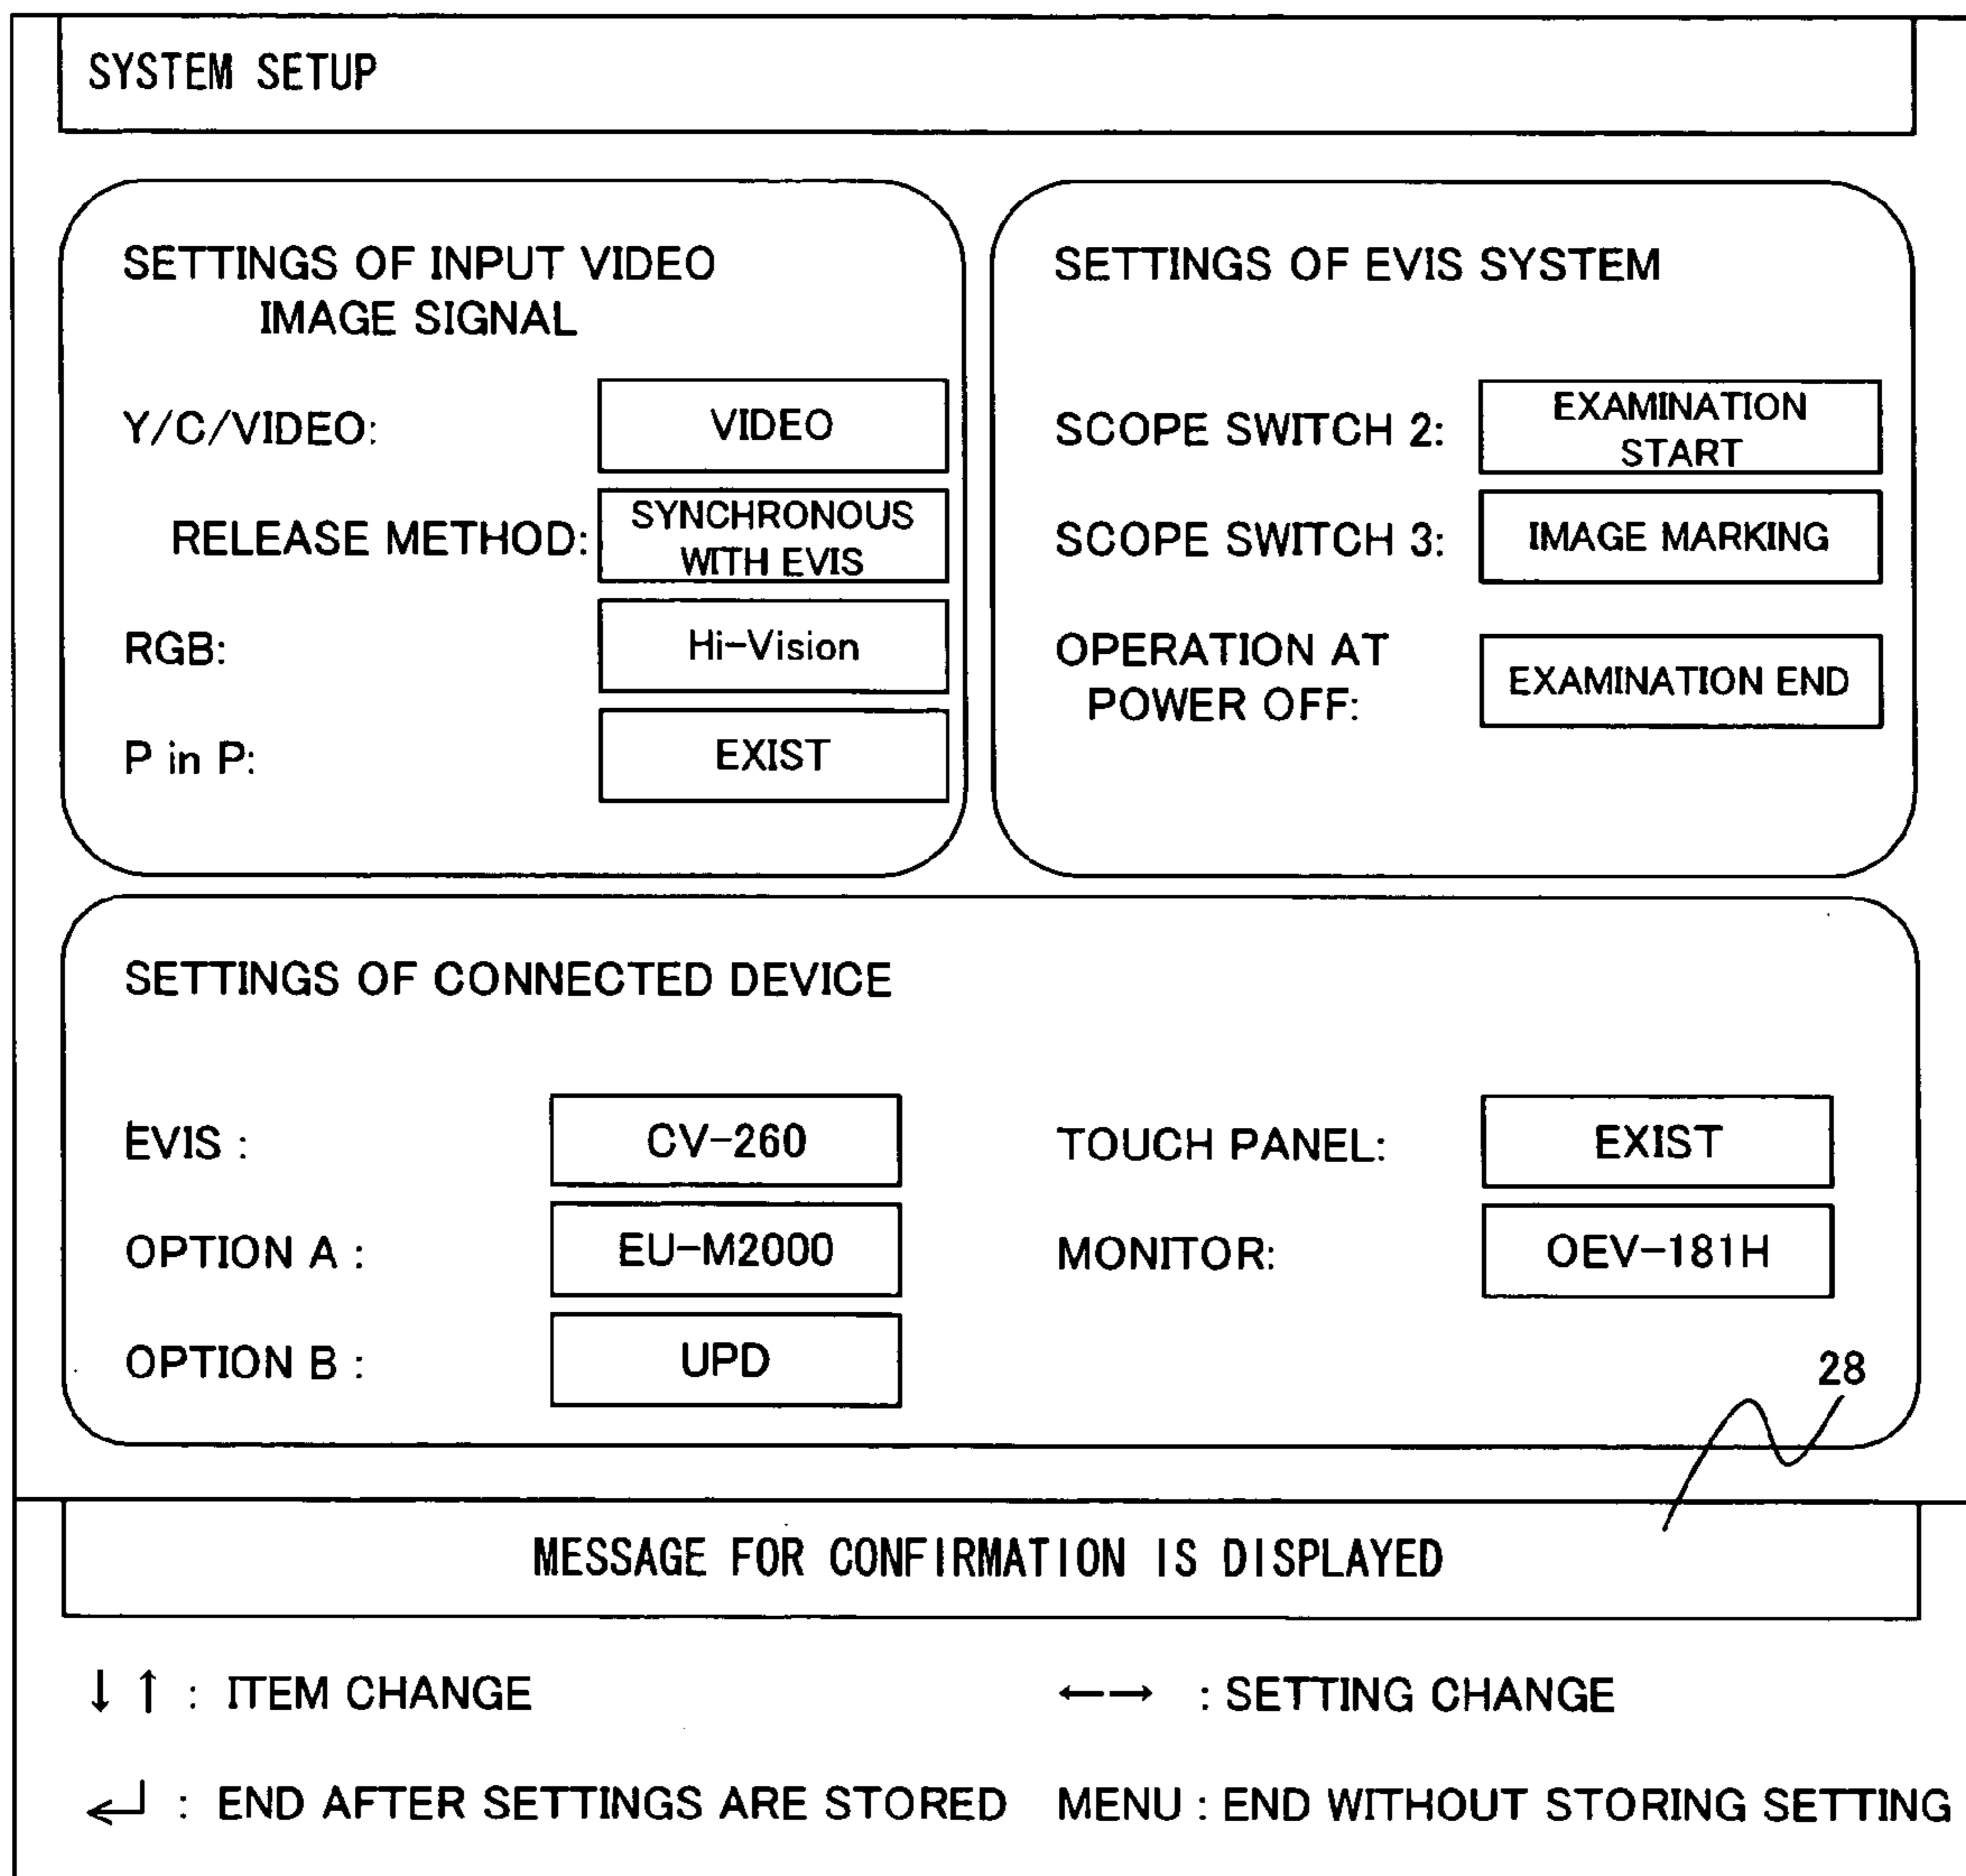 SYSTEM SETUP
SETTINGS OF INPUT VIDEO
IMAGE SIGNAL
Y/C/VIDEO: VIDEO
RELEASE METHOD: SYNCHRONOUS
WITH EVIS
RGB: Hi-Vision
P in P: EXIST
SETTINGS OF EVIS SYSTEM
SCOPE SWITCH 2: EXAMINATION
START
SCOPE SWITCH 3: IMAGE MARKING
OPERATION AT
POWER OFF: EXAMINATION END
SETTINGS OF CONNECTED DEVICE
EVIS : CV-260
OPTION A : EU-M2000
OPTION B : UPD
TOUCH PANEL: EXIST
MONITOR: OEV-181H
28
MESSAGE FOR CONFIRMATION IS DISPLAYED
↓ ↑ : ITEM CHANGE
←→ : SETTING CHANGE
↵ : END AFTER SETTINGS ARE STORED
MENU : END WITHOUT STORING SETTING